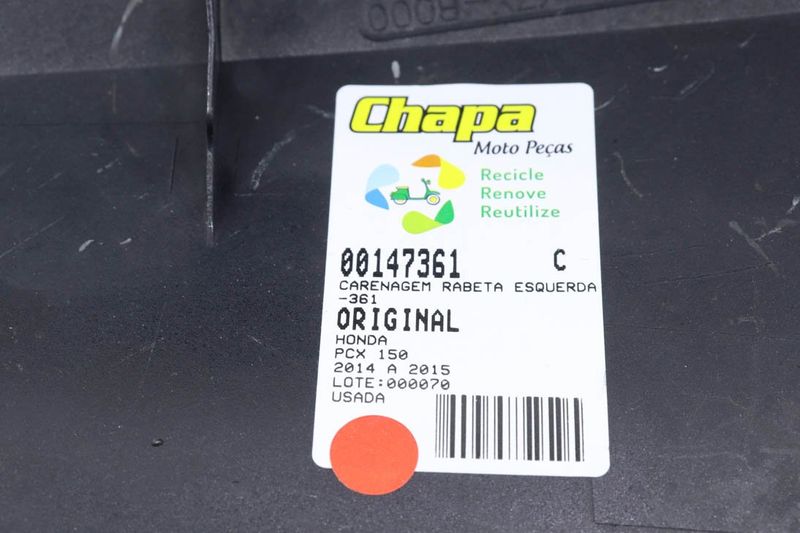 Chapa
Moto Peças
Recicle
Renove
Reutilize
00147361 C
CARENAGEM RABETA ESQUERDA
-361
ORIGINAL
HONDA
PCX 150
2014 A 2015
LOTE:000070
USADA